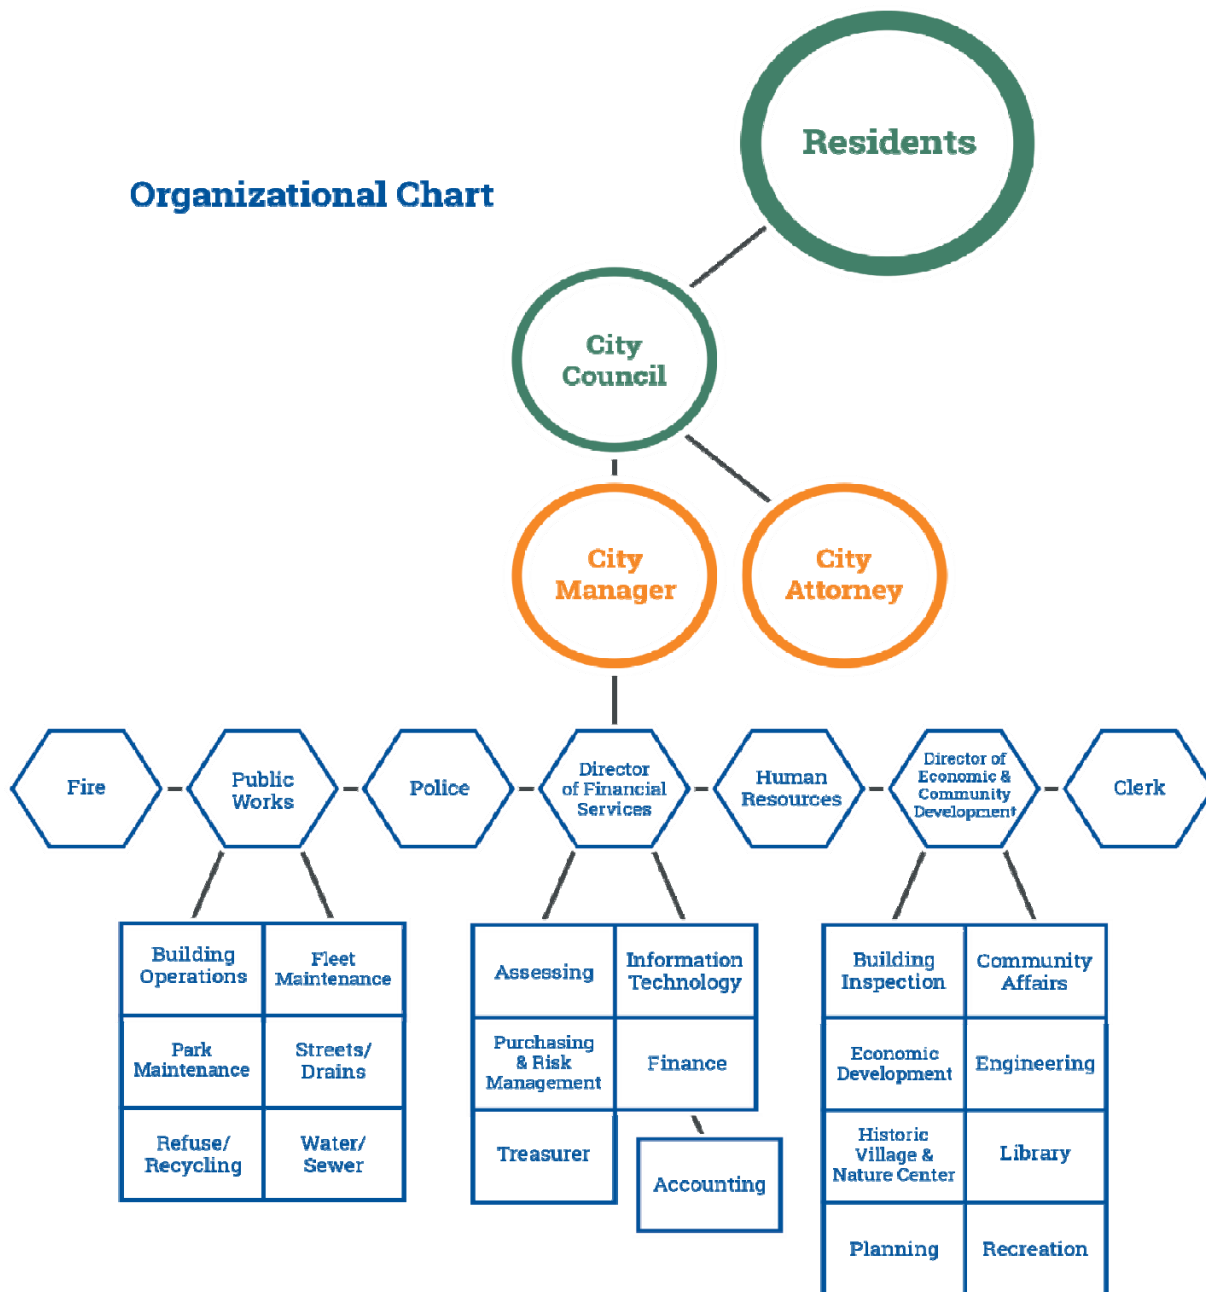 Residents
Organizational Chart
City
Council
City
Manager
City
Attorney
Fire
Public
Works
Police
Director
of Financial
Services
Human
Resources
Director of
Economic &
Community
Development
Clerk
Building
Operations
Fleet
Maintenance
Park
Maintenance
Streets/
Drains
Refuse/
Recycling
Water/
Sewer
Assessing
Information
Technology
Purchasing
& Risk
Management
Finance
Treasurer
Accounting
Building
Inspection
Community
Affairs
Economic
Development
Engineering
Historic
Village &
Nature Center
Library
Planning
Recreation